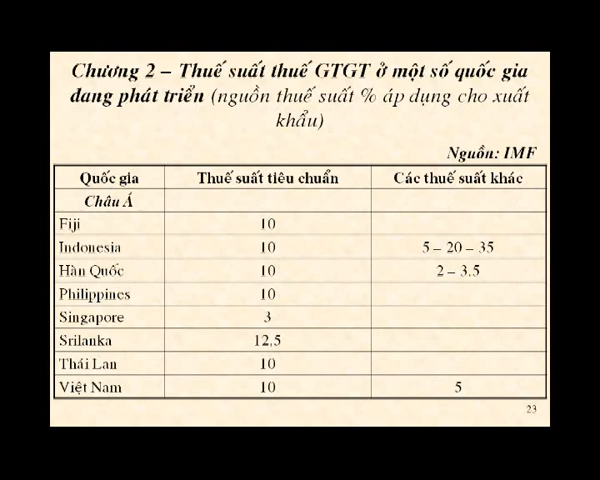 Chương 2 – Thuế suất thuế GTGT ở một số quốc gia
đang phát triển (nguồn thuế suất % áp dụng cho xuất
khẩu)
Nguồn: IMF
Quốc gia Thuế suất tiêu chuẩn Các thuế suất khác
Châu Á
Fiji 10
Indonesia 10 5 – 20 – 35
Hàn Quốc 10 2 – 3.5
Philippines 10
Singapore 3
Srilanka 12.5
Thái Lan 10
Việt Nam 10 5
23